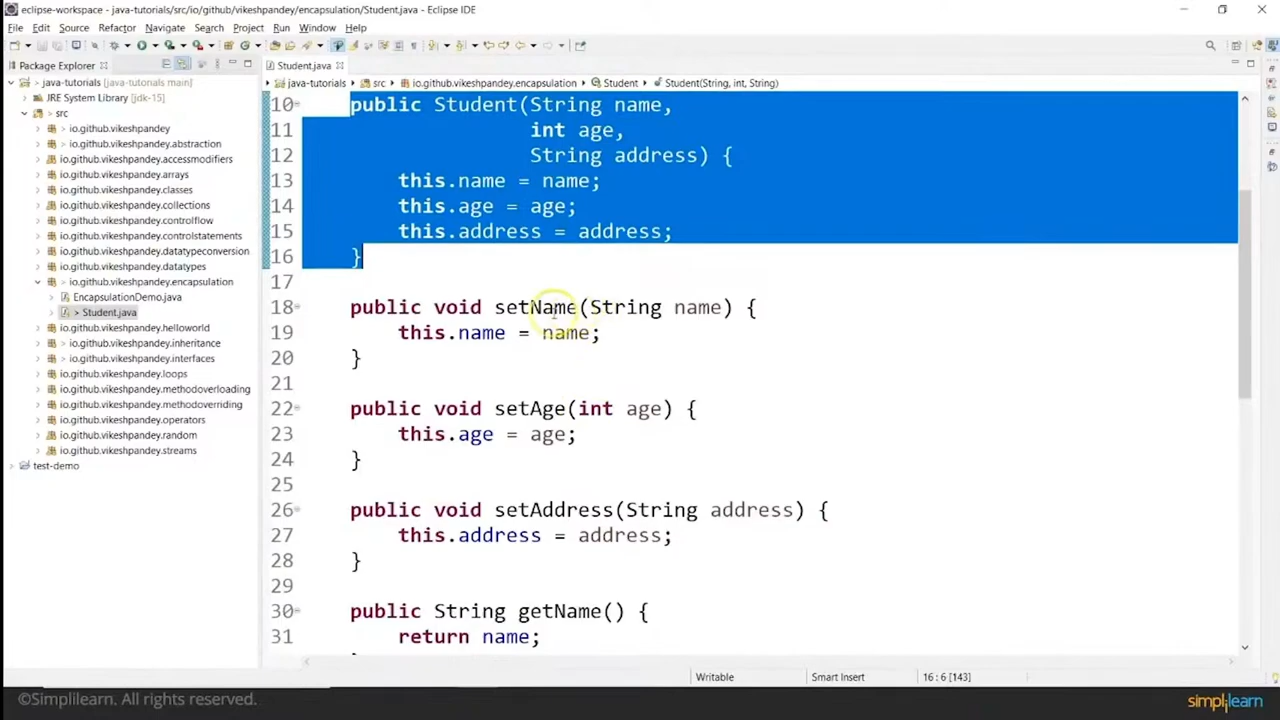 eclipse-workspace - java-tutorials/src/io/github/vikeshpandey/encapsulation/Student.java - Eclipse IDE
File Edit Source Refactor Navigate Search Project Run Window Help
Package Explorer
Student.java
java-tutorials src io.github.vikeshpandey.encapsulation Student Student(String, int, String)
java-tutorials (java-tutorials main)
JRE System Library [jdk-15]
src
io.github.vikeshpandey
io.github.vikeshpandey.abstraction
io.github.vikeshpandey.accessmodifiers
io.github.vikeshpandey.arrays
io.github.vikeshpandey.classes
io.github.vikeshpandey.collections
io.github.vikeshpandey.controlflow
io.github.vikeshpandey.controlstatements
io.github.vikeshpandey.datatypeconversion
io.github.vikeshpandey.datatypes
io.github.vikeshpandey.encapsulation
EncapsulationDemo.java
> Student.java
io.github.vikeshpandey.helloworld
io.github.vikeshpandey.inheritance
io.github.vikeshpandey.interfaces
io.github.vikeshpandey.loops
io.github.vikeshpandey.methodoverloading
io.github.vikeshpandey.methodoverriding
io.github.vikeshpandey.operators
io.github.vikeshpandey.random
io.github.vikeshpandey.streams
test-demo
10 public Student(String name,
11 int age,
12 String address) {
13 this.name = name;
14 this.age = age;
15 this.address = address;
16 }
17
18 public void setName(String name) {
19 this.name = name;
20 }
21
22 public void setAge(int age) {
23 this.age = age;
24 }
25
26 public void setAddress(String address) {
27 this.address = address;
28 }
29
30 public String getName() {
31 return name;
Writable Smart Insert 16 : 6 [143]
©Simplilearn. All rights reserved.
simplilearn